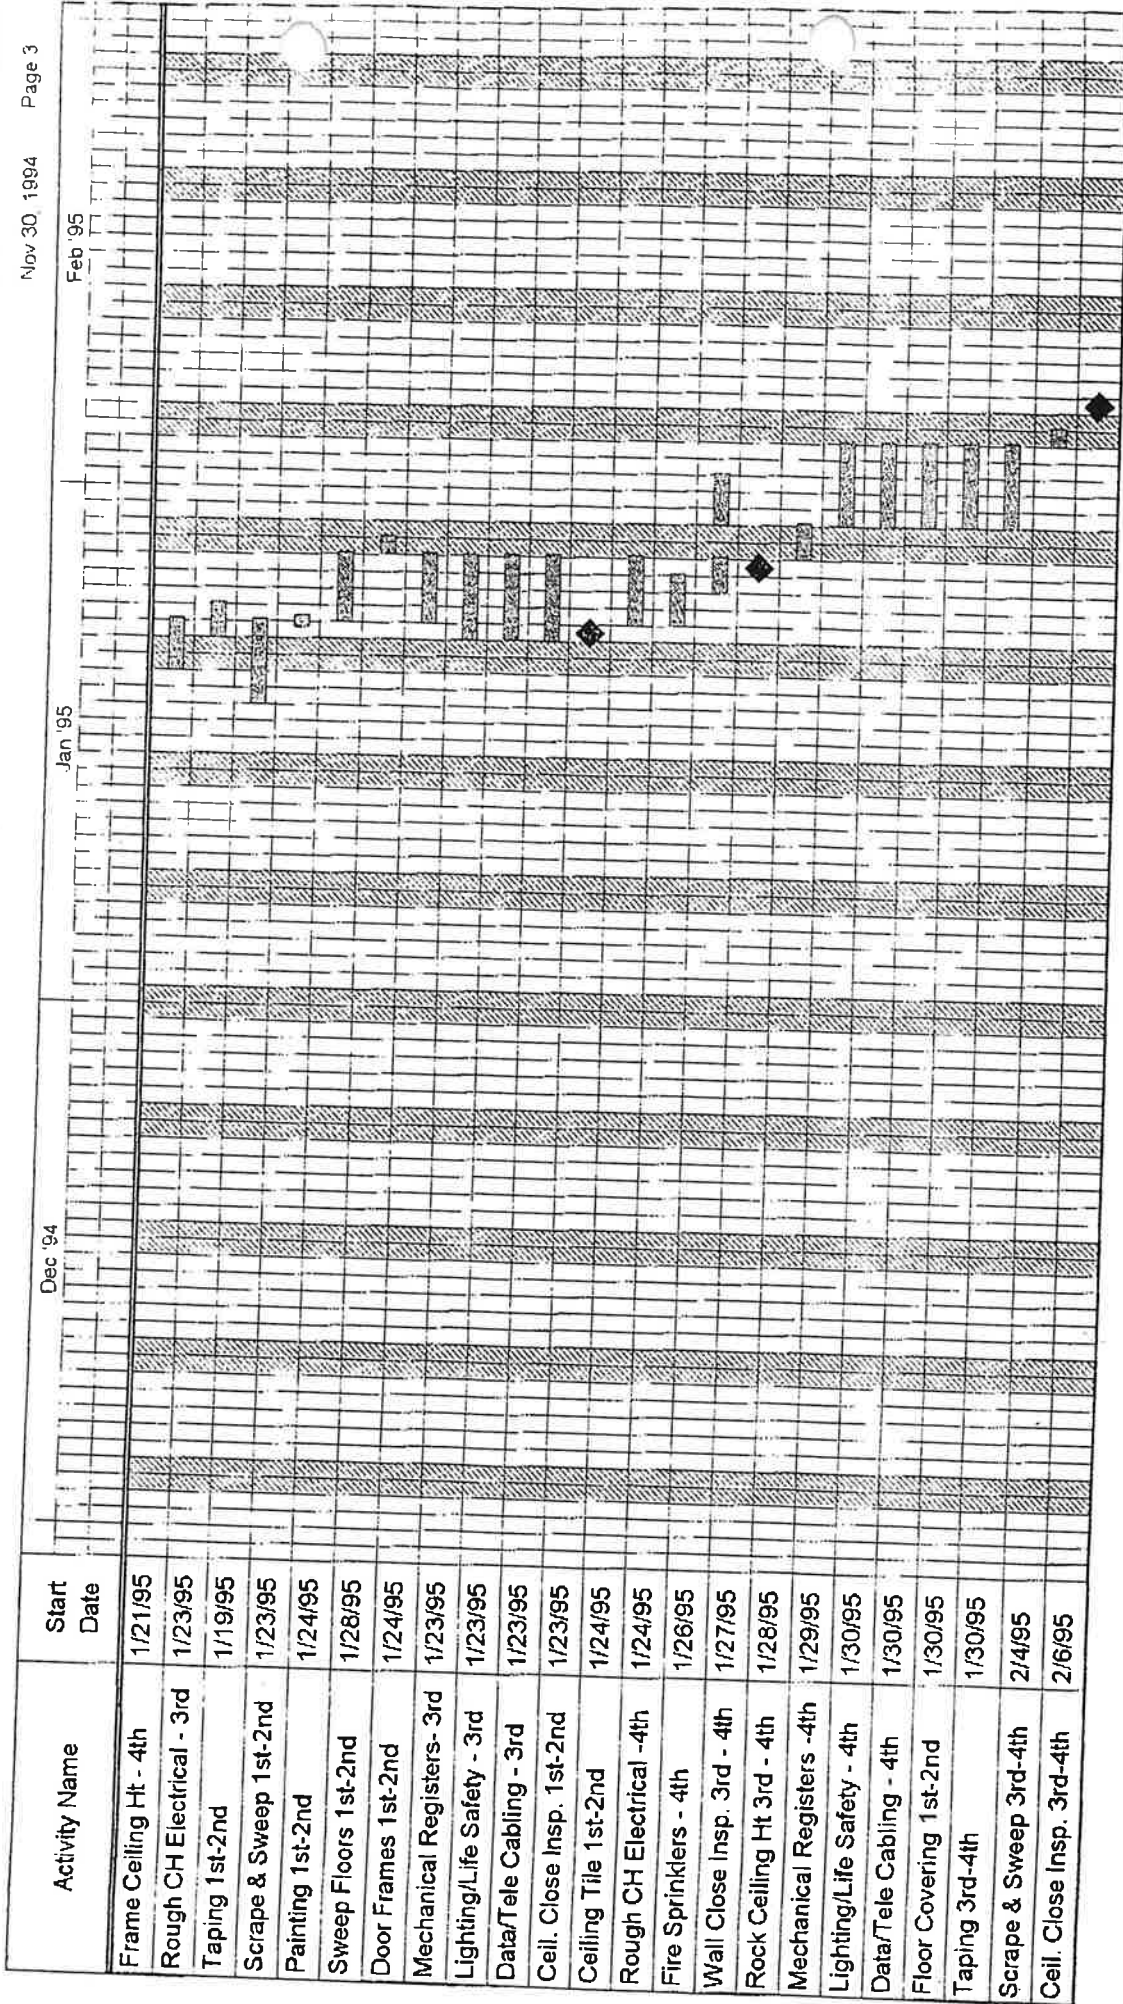 Nov 30, 1994 Page 3
Activity Name Start Date Dec '94 Jan '95 Feb '95
Frame Ceiling Ht - 4th 1/21/95
Rough CH Electrical - 3rd 1/23/95
Taping 1st-2nd 1/19/95
Scrape & Sweep 1st-2nd 1/23/95
Painting 1st-2nd 1/24/95
Sweep Floors 1st-2nd 1/28/95
Door Frames 1st-2nd 1/24/95
Mechanical Registers- 3rd 1/23/95
Lighting/Life Safety - 3rd 1/23/95
Data/Tele Cabling - 3rd 1/23/95
Ceil. Close Insp. 1st-2nd 1/23/95
Ceiling Tile 1st-2nd 1/24/95
Rough CH Electrical -4th 1/24/95
Fire Sprinklers - 4th 1/26/95
Wall Close Insp. 3rd - 4th 1/27/95
Rock Ceiling Ht 3rd - 4th 1/28/95
Mechanical Registers -4th 1/29/95
Lighting/Life Safety - 4th 1/30/95
Data/Tele Cabling - 4th 1/30/95
Floor Covering 1st-2nd 1/30/95
Taping 3rd-4th 1/30/95
Scrape & Sweep 3rd-4th 2/4/95
Ceil. Close Insp. 3rd-4th 2/6/95